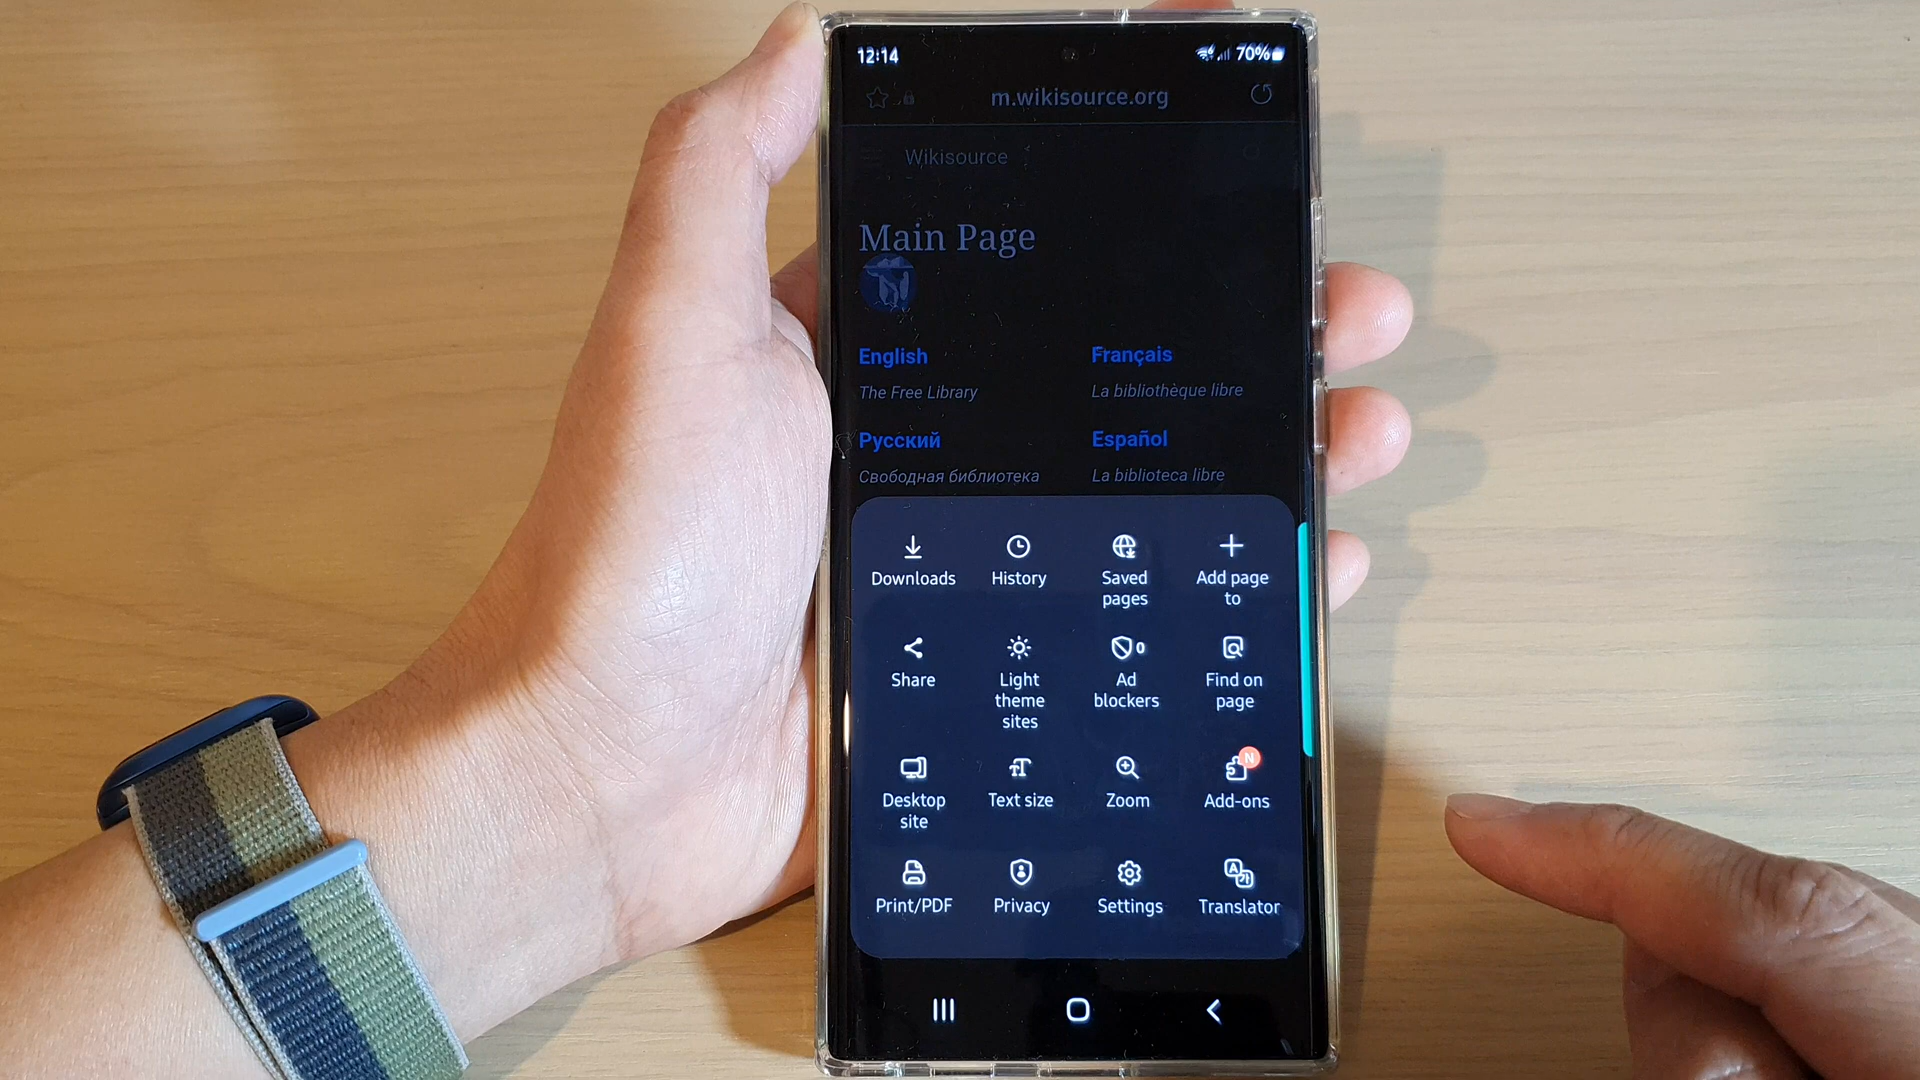 12:14
70%
m.wikisource.org
Wikisource
Main Page
English
Français
The Free Library
La bibliothèque libre
Русский
Español
Свободная библиотека
La biblioteca libre
Downloads
History
Saved
pages
Add page
to
Share
Light
theme
sites
0
Ad
blockers
Find on
page
Desktop
site
Text size
Zoom
N
Add-ons
Print/PDF
Privacy
Settings
Translator